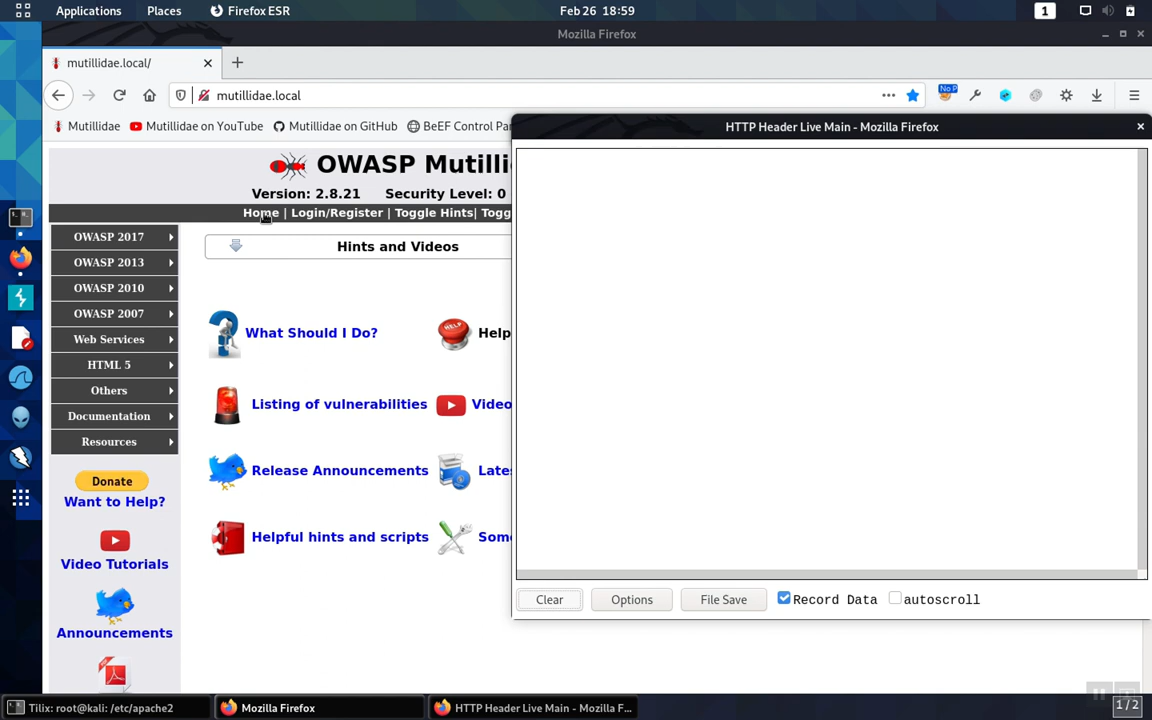 Applications Places Firefox ESR Feb 26 18:59 1
Mozilla Firefox
mutillidae.local/
mutillidae.local No P
Mutillidae Mutillidae on YouTube Mutillidae on GitHub BeEF Control Pa
HTTP Header Live Main - Mozilla Firefox
OWASP Mutilli
Version: 2.8.21 Security Level: 0
Home | Login/Register | Toggle Hints| Togg
OWASP 2017
OWASP 2013
OWASP 2010
OWASP 2007
Web Services
HTML 5
Others
Documentation
Resources
Donate
Want to Help?
Video Tutorials
Announcements
Hints and Videos
What Should I Do?
HELP
Help
Listing of vulnerabilities
Video
Release Announcements
Lates
Helpful hints and scripts
Some
Clear Options File Save Record Data autoscroll
Tilix: root@kali: /etc/apache2 Mozilla Firefox HTTP Header Live Main - Mozilla F... 1/2